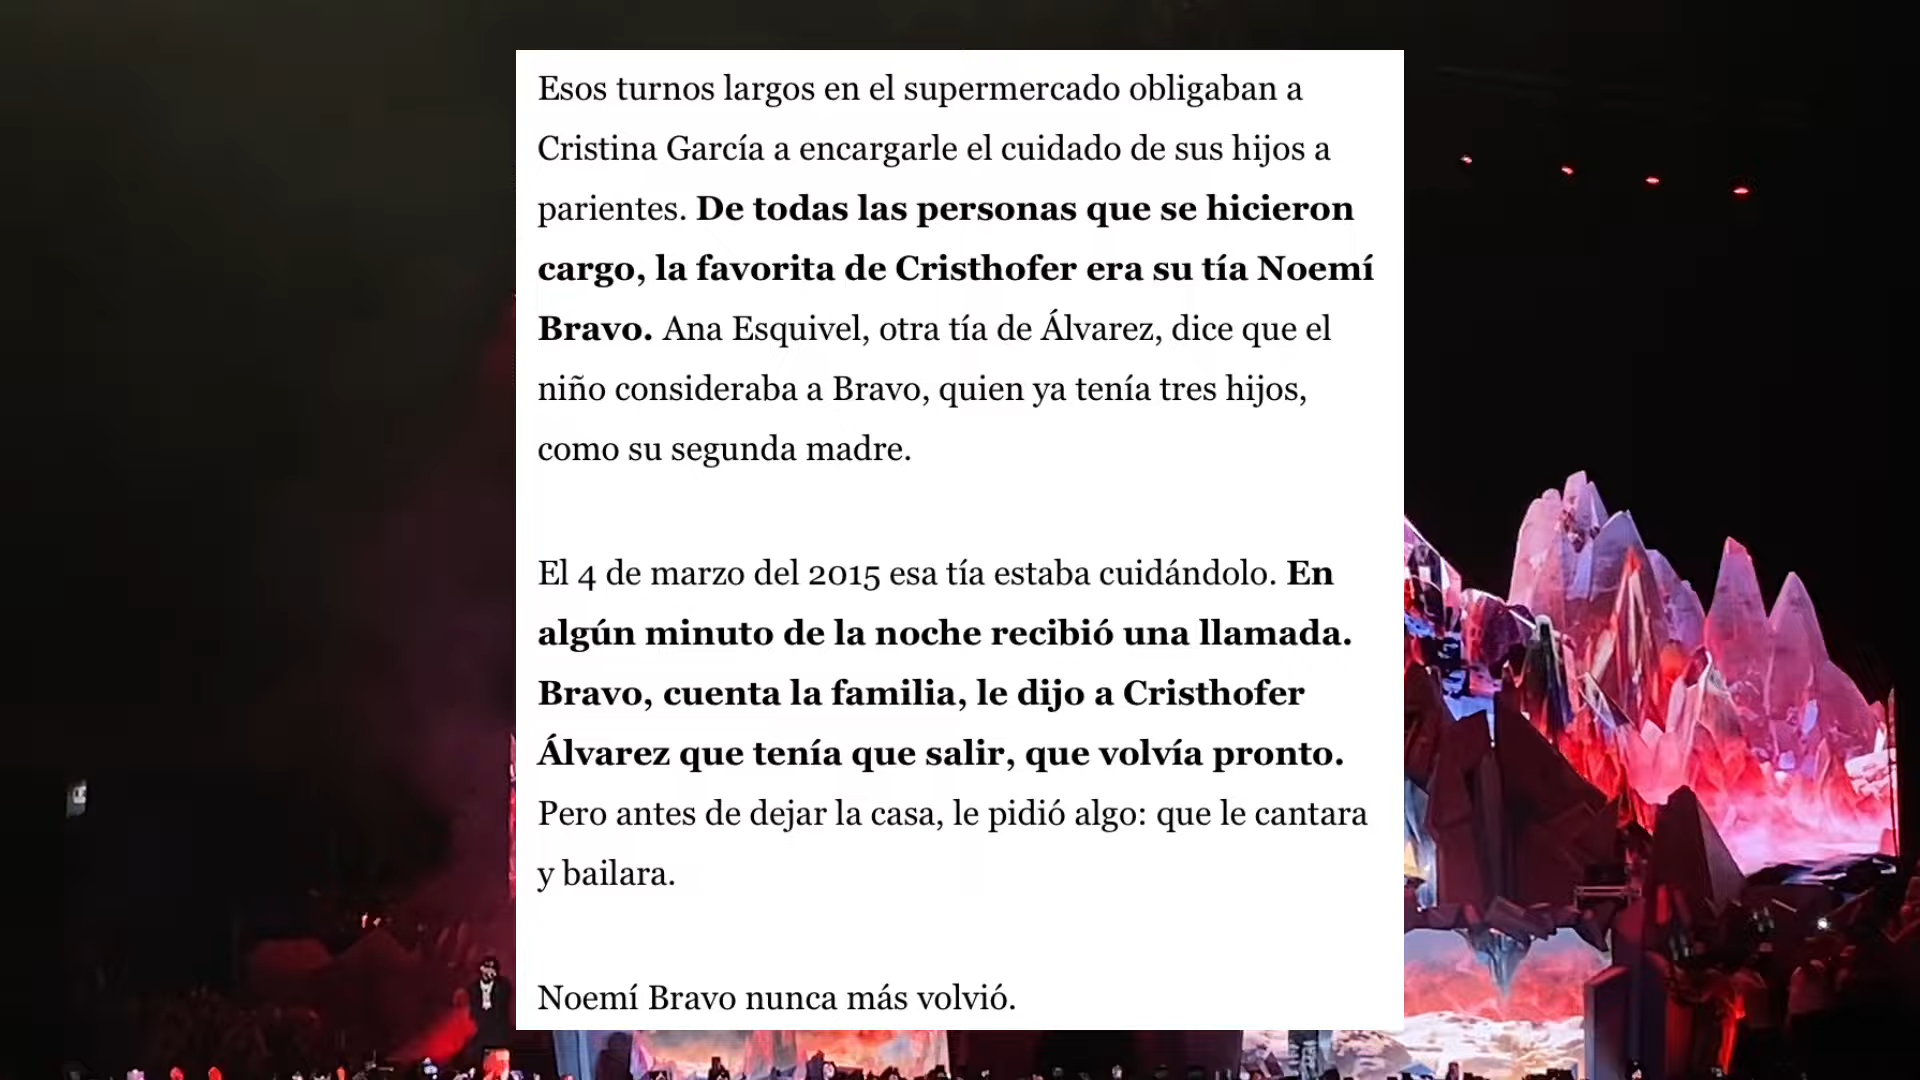 Esos turnos largos en el supermercado obligaban a
Cristina García a encargarle el cuidado de sus hijos a
parientes. De todas las personas que se hicieron
cargo, la favorita de Cristhofer era su tía Noemí
Bravo. Ana Esquivel, otra tía de Álvarez, dice que el
niño consideraba a Bravo, quien ya tenía tres hijos,
como su segunda madre.
El 4 de marzo del 2015 esa tía estaba cuidándolo. En
algún minuto de la noche recibió una llamada.
Bravo, cuenta la familia, le dijo a Cristhofer
Álvarez que tenía que salir, que volvía pronto.
Pero antes de dejar la casa, le pidió algo: que le cantara
y bailara.
Noemí Bravo nunca más volvió.